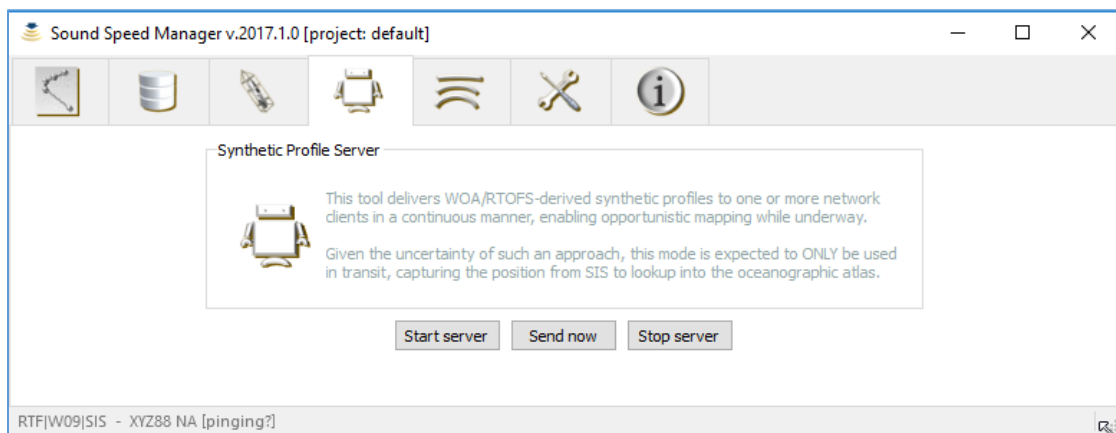 Sound Speed Manager v.2017.1.0 [project: default]
Synthetic Profile Server
This tool delivers WOA/RTOFS-derived synthetic profiles to one or more network
clients in a continuous manner, enabling opportunistic mapping while underway.
Given the uncertainty of such an approach, this mode is expected to ONLY be used
in transit, capturing the position from SIS to lookup into the oceanographic atlas.
Start server Send now Stop server
RTF|W09|SIS - XYZ88 NA [pinging?]